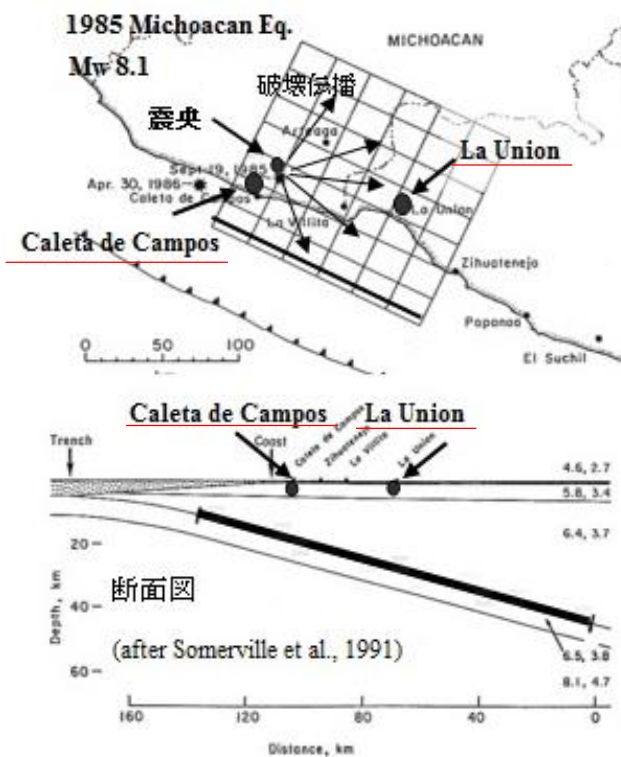 1985 Michoacan Eq.
Mw 8.1
MICHOACAN
破壊伝播
震央
Arteaga
La Union
Sept 19, 1985
Apr. 30, 1986
Caleta de Campos
La Union
La Villita
Caleta de Campos
Zihuatenejo
Papanoa
El Suchil
0 50 100
Caleta de Campos La Union
Trench
Coast
Caleta de Campos
Zihuatenejo
La Villita
La Union
4.6, 2.7
5.8, 3.4
6.4, 3.7
20
40
60
Depth, km
断面図
(after Somerville et al., 1991)
6.5, 3.8
8.1, 4.7
160 120 80 40 0
Distance, km